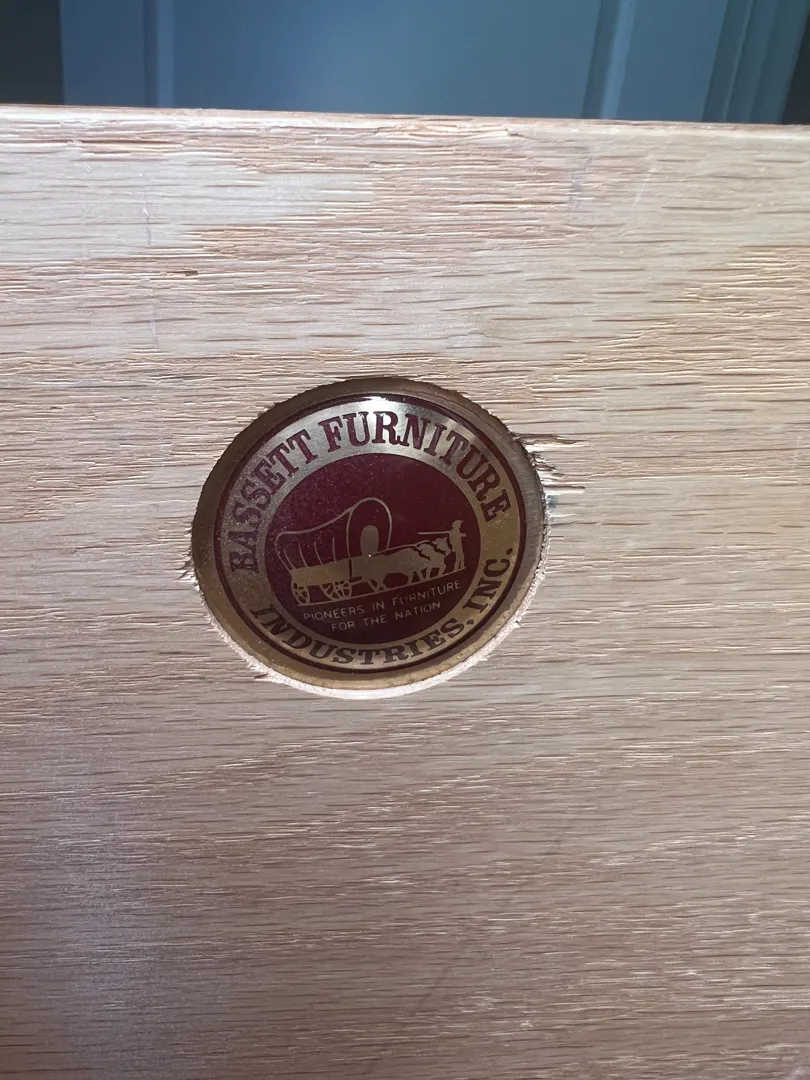 BASSETT FURNITURE
PIONEERS IN FURNITURE
FOR THE NATION
INDUSTRIES, INC.